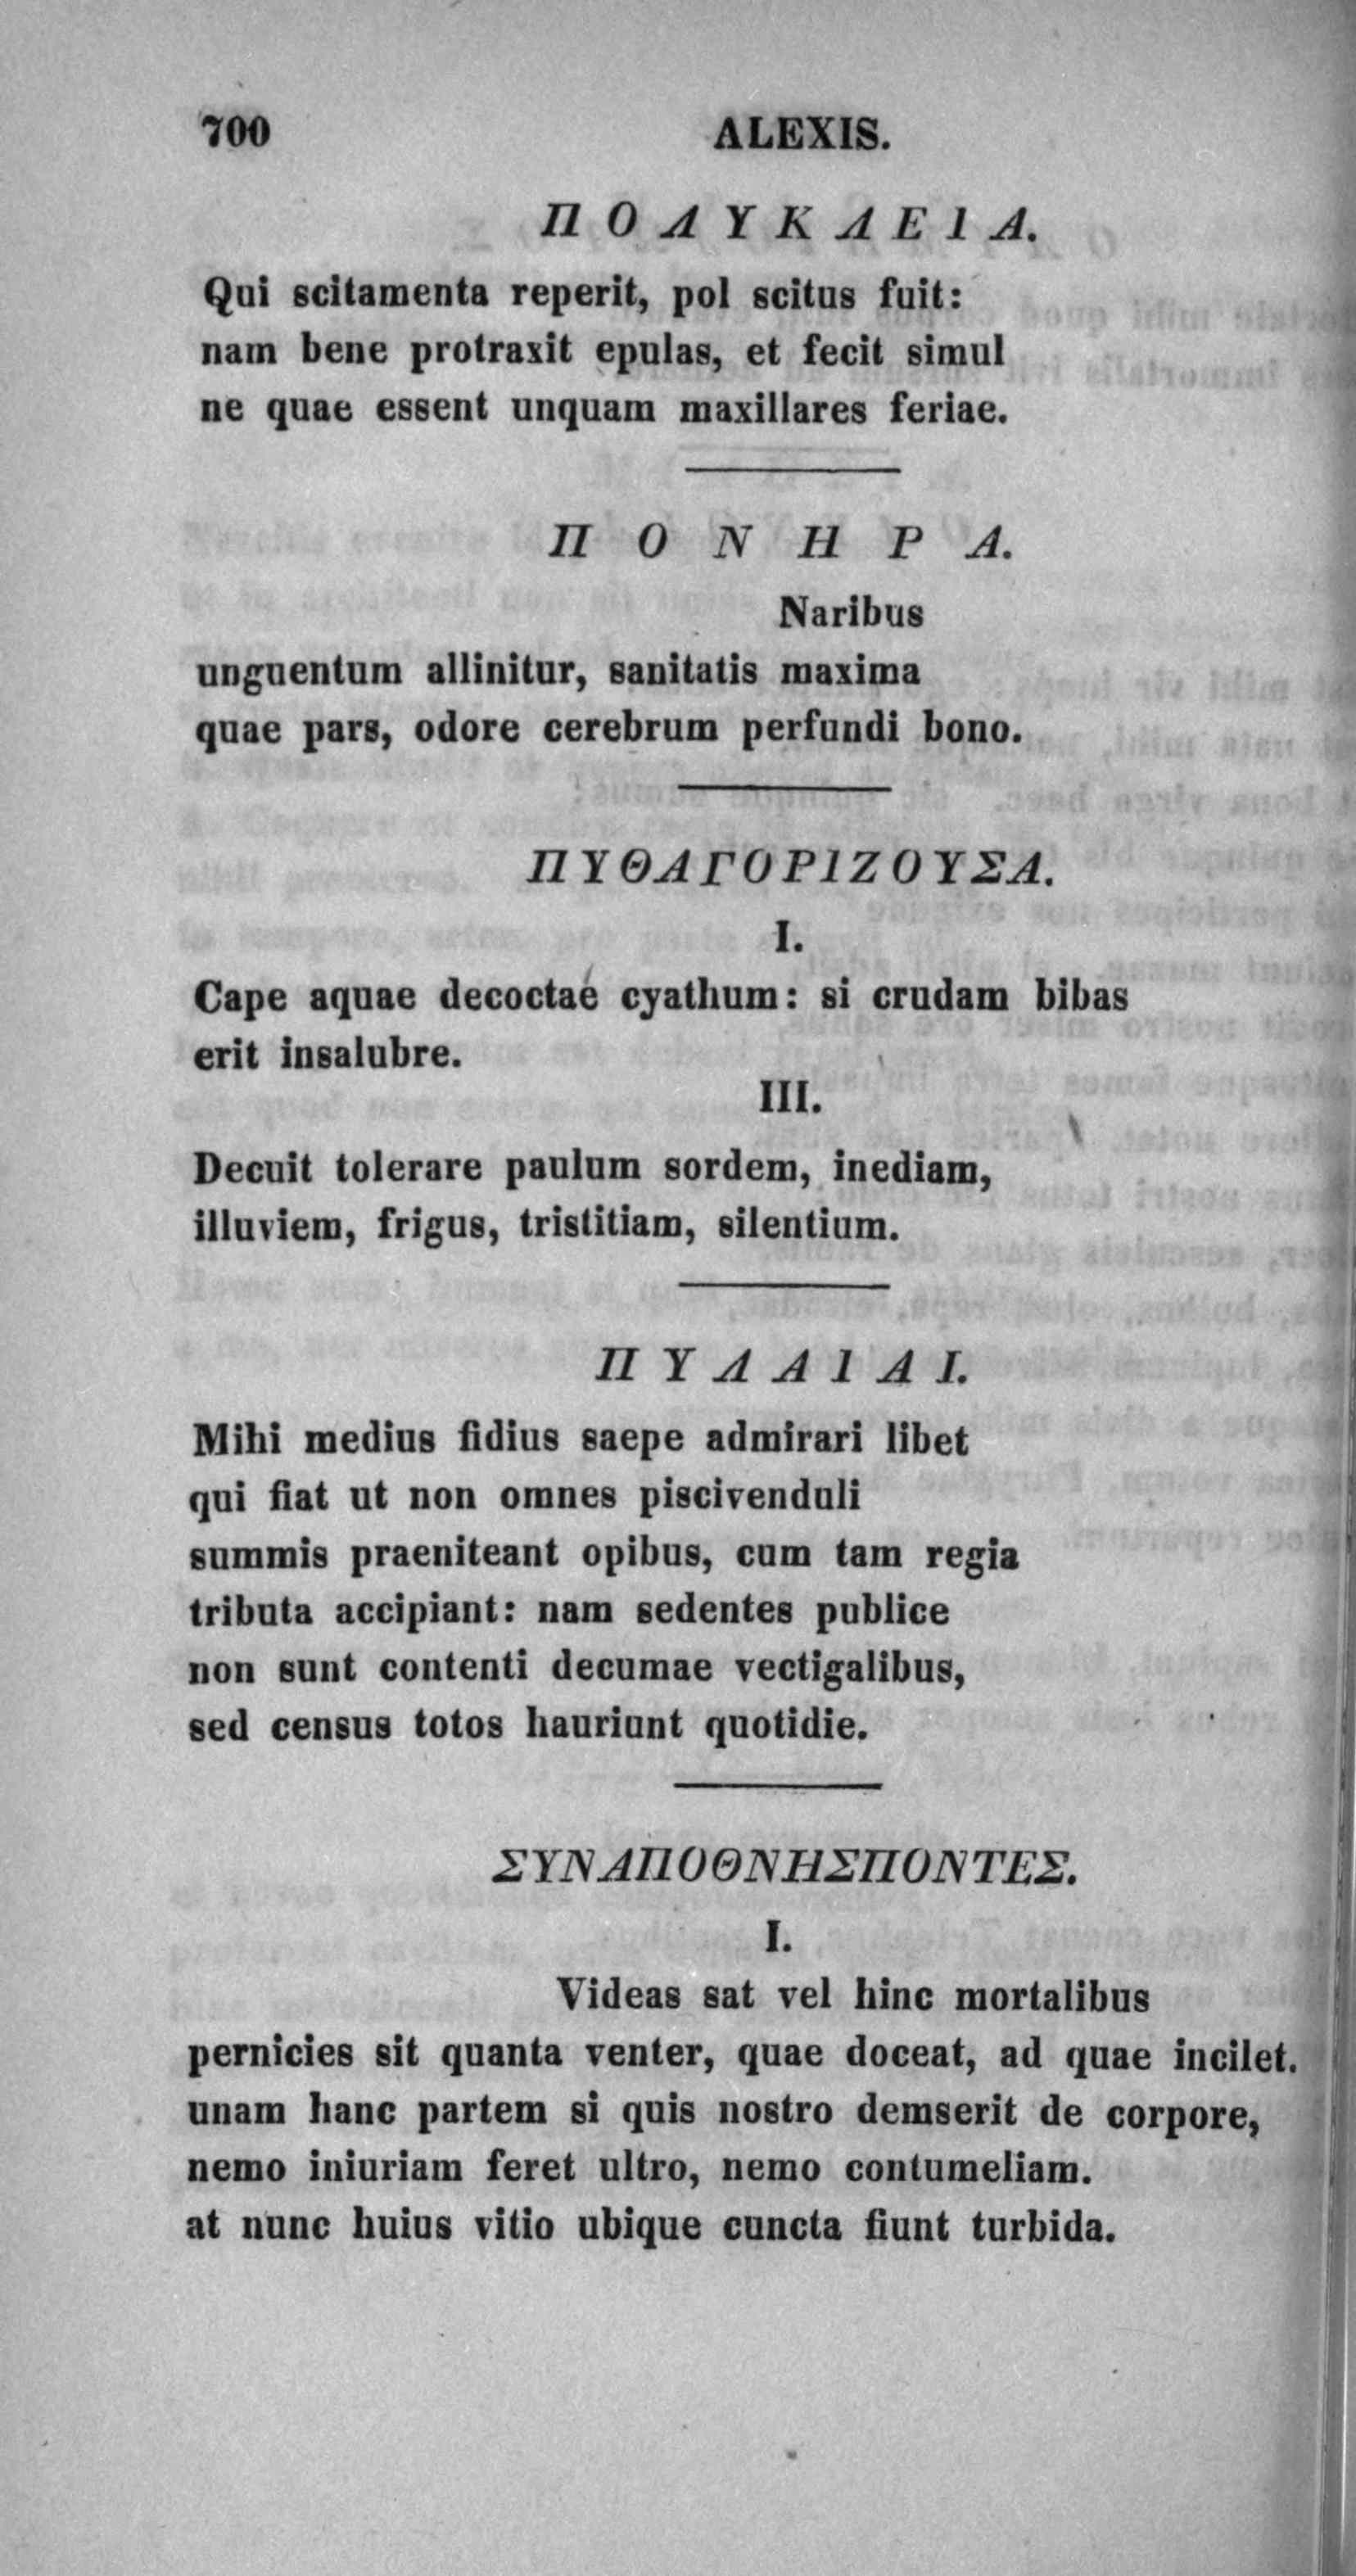 700 ALEXIS.
ΠΟΛΥΚΛΕΙΑ.
Qui scitamenta reperit, pol scitus fuit:
nam bene protraxit epulas, et fecit simul
ne quae essent unquam maxillares feriae.
ΠΟΝΗΡΑ.
Naribus
unguentum allinitur, sanitatis maxima
quae pars, odore cerebrum perfundi bono.
ΠΥΘΑΓΟΡΙΖΟΥΣΑ.
I.
Cape aquae decoctae cyathum: si crudam bibas
erit insalubre.
III.
Decuit tolerare paulum sordem, inediam,
illuviem, frigus, tristitiam, silentium.
ΠΥΛΑΙΑΙ.
Mihi medius fidius saepe admirari libet
qui fiat ut non omnes piscivenduli
summis praeniteant opibus, cum tam regia
tributa accipiant: nam sedentes publice
non sunt contenti decumae vectigalibus,
sed census totos hauriunt quotidie.
ΣΥΝΑΠΟΘΝΗΣΠΟΝΤΕΣ.
I.
Videas sat vel hinc mortalibus
pernicies sit quanta venter, quae doceat, ad quae incilet.
unam hanc partem si quis nostro demserit de corpore,
nemo iniuriam feret ultro, nemo contumeliam.
at nunc huius vitio ubique cuncta fiunt turbida.